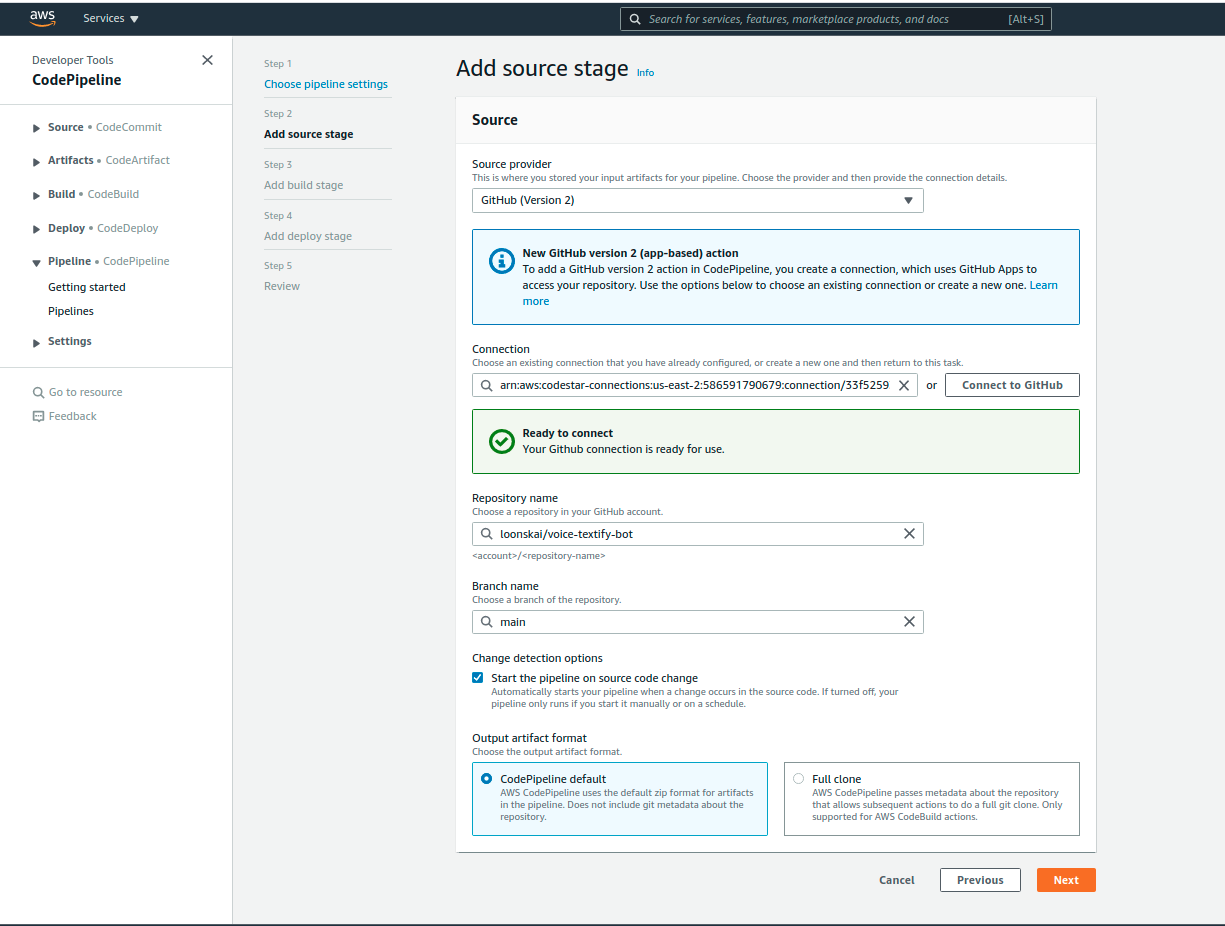 aws
Services
Search for services, features, marketplace products, and docs
[Alt+S]
Developer Tools
CodePipeline
Source • CodeCommit
Artifacts • CodeArtifact
Build • CodeBuild
Deploy • CodeDeploy
Pipeline • CodePipeline
Getting started
Pipelines
Settings
Go to resource
Feedback
Step 1
Choose pipeline settings
Step 2
Add source stage
Step 3
Add build stage
Step 4
Add deploy stage
Step 5
Review
Add source stage Info
Source
Source provider
This is where you stored your input artifacts for your pipeline. Choose the provider and then provide the connection details.
GitHub (Version 2)
New GitHub version 2 (app-based) action
To add a GitHub version 2 action in CodePipeline, you create a connection, which uses GitHub Apps to
access your repository. Use the options below to choose an existing connection or create a new one. Learn
more
Connection
Choose an existing connection that you have already configured, or create a new one and then return to this task.
arn:aws:codestar-connections:us-east-2:586591790679:connection/33f5259
or
Connect to GitHub
Ready to connect
Your Github connection is ready for use.
Repository name
Choose a repository in your GitHub account.
loonskai/voice-textify-bot
<account>/<repository-name>
Branch name
Choose a branch of the repository.
main
Change detection options
Start the pipeline on source code change
Automatically starts your pipeline when a change occurs in the source code. If turned off, your
pipeline only runs if you start it manually or on a schedule.
Output artifact format
Choose the output artifact format.
CodePipeline default
AWS CodePipeline uses the default zip format for artifacts
in the pipeline. Does not include git metadata about the
repository.
Full clone
AWS CodePipeline passes metadata about the repository
that allows subsequent actions to do a full git clone. Only
supported for AWS CodeBuild actions.
Cancel
Previous
Next